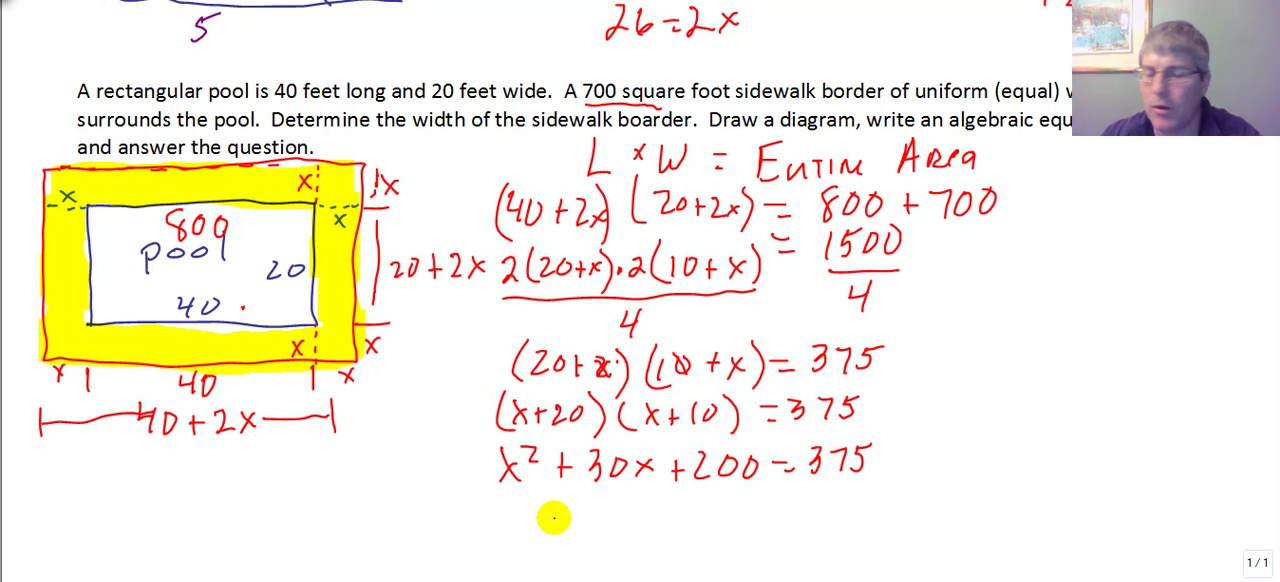 5
26=2x
A rectangular pool is 40 feet long and 20 feet wide. A 700 square foot sidewalk border of uniform (equal)
surrounds the pool. Determine the width of the sidewalk boarder. Draw a diagram, write an algebraic equ
and answer the question.
L x W = Entire Area
(40+2x) (20+2x) = 800 + 700
2(20+x)·2(10+x) = 1500
4 4
(20+x) (10+x) = 375
(x+20) (x+10) = 375
x² + 30x + 200 = 375
x x x x
800
pool
20
20+2x
40
x x
x 40 x
40+2x
1/1